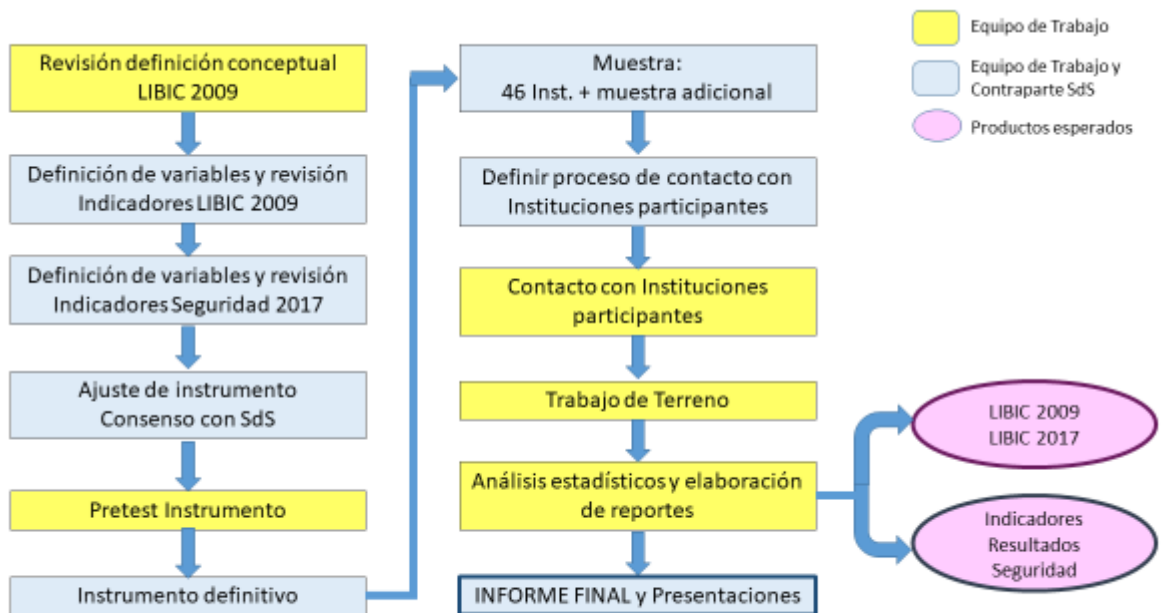 Revisión definición conceptual
LIBIC 2009
Definición de variables y revisión
Indicadores LIBIC 2009
Definición de variables y revisión
Indicadores Seguridad 2017
Ajuste de instrumento
Consenso con SdS
Pretest Instrumento
Instrumento definitivo
Muestra:
46 Inst. + muestra adicional
Definir proceso de contacto con
Instituciones participantes
Contacto con Instituciones
participantes
Trabajo de Terreno
Análisis estadísticos y elaboración
de reportes
INFORME FINAL y Presentaciones
Equipo de Trabajo
Equipo de Trabajo y
Contraparte SdS
Productos esperados
LIBIC 2009
LIBIC 2017
Indicadores
Resultados
Seguridad